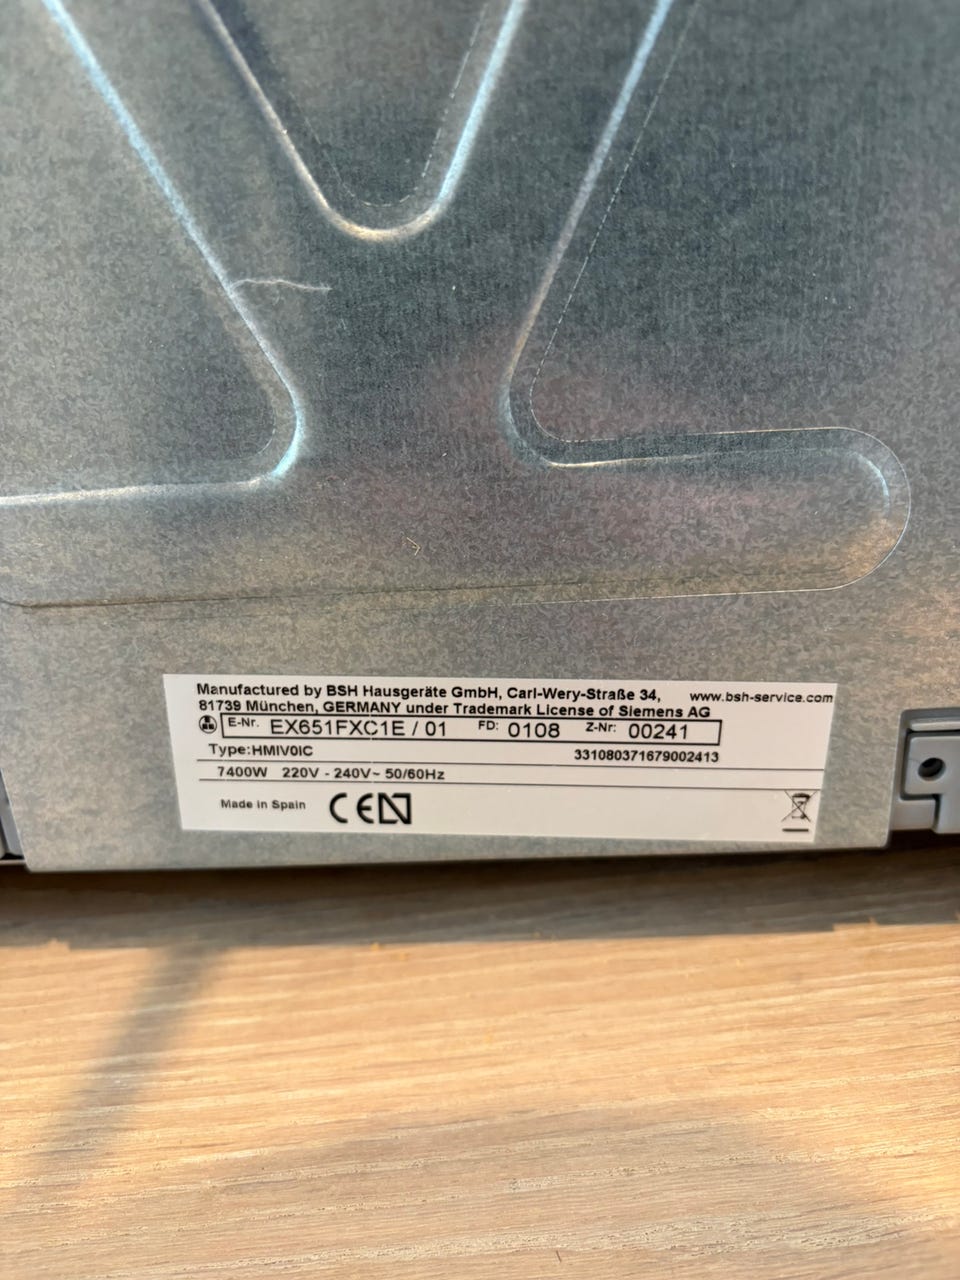 Manufactured by BSH Hausgeräte GmbH, Carl-Wery-Straße 34, www.bsh-service.com
81739 München, GERMANY under Trademark License of Siemens AG
E-Nr. EX651FXC1E / 01 FD: 0108 Z-Nr: 00241
Type:HMIV0IC 331080371679002413
7400W 220V - 240V~ 50/60Hz
Made in Spain CE